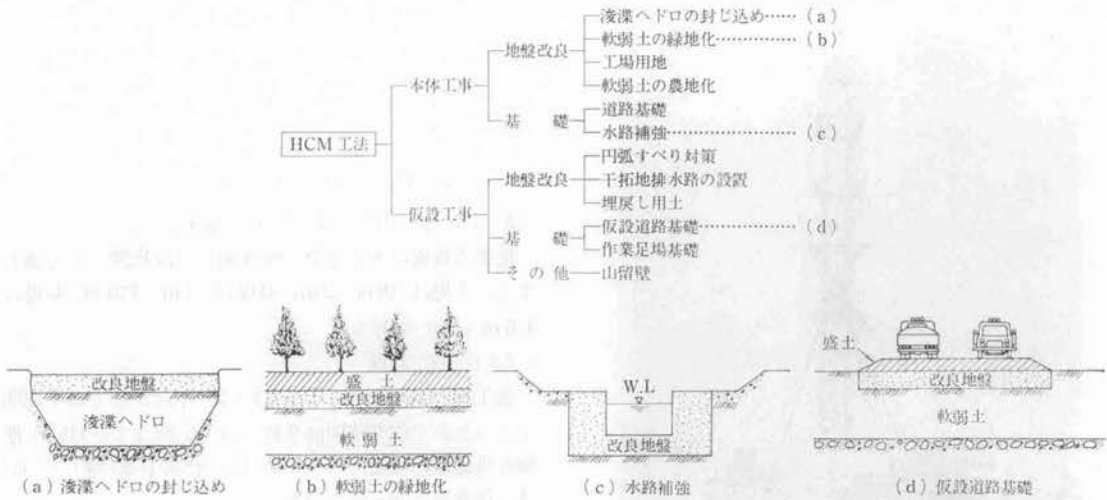 浚渫ヘドロの封じ込め……(a)
地盤改良
軟弱土の緑地化…………(b)
工場用地
本体工事
軟弱土の農地化
道路基礎
基礎
水路補強………………(c)
HCM 工法
円弧すべり対策
地盤改良
干拓地排水路の設置
仮設工事
埋戻し用土
仮設道路基礎…………(d)
基礎
作業足場基礎
その他
山留壁
改良地盤
浚渫ヘドロ
(a)浚渫ヘドロの封じ込め
盛土
改良地盤
軟弱土
(b)軟弱土の緑地化
W.L
改良地盤
(c)水路補強
盛土
改良地盤
軟弱土
(d)仮設道路基礎